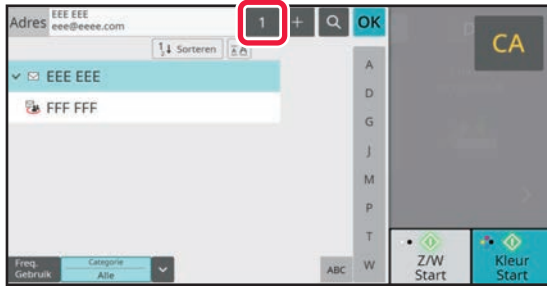 Adres EEE EEE
eee@eeee.com
1
+
OK
CA
Sorteren
EEE EEE
FFF FFF
A
D
G
J
M
P
T
W
Freq.
Gebruik
Categorie
Alle
ABC
Z/W
Start
Kleur
Start